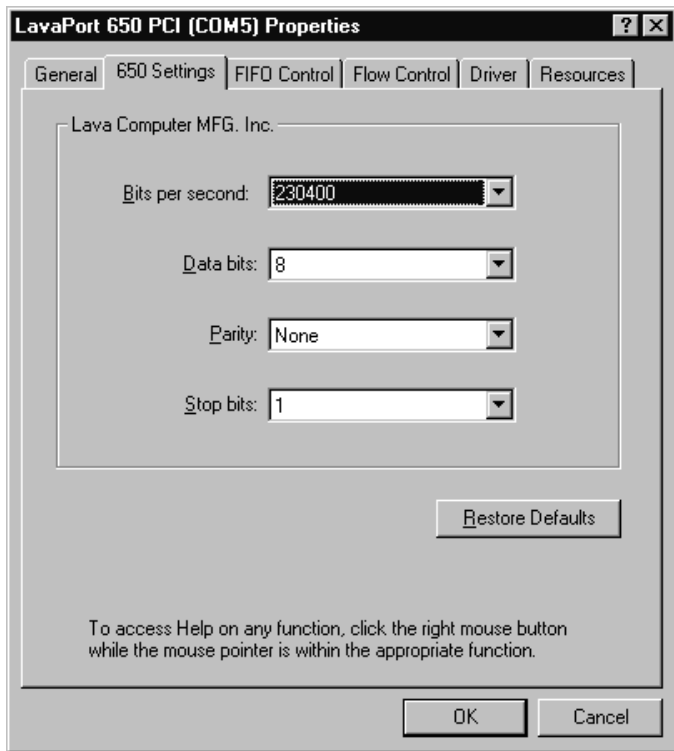 LavaPort 650 PCI (COM5) Properties
General 650 Settings FIFO Control Flow Control Driver Resources
Lava Computer MFG. Inc.
Bits per second: 230400
Data bits: 8
Parity: None
Stop bits: 1
Restore Defaults
To access Help on any function, click the right mouse button
while the mouse pointer is within the appropriate function.
OK Cancel